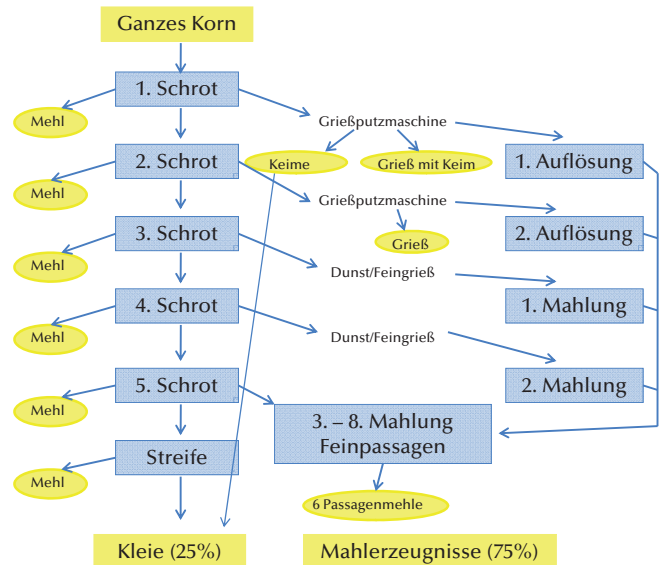 Ganzes Korn
1. Schrot
Mehl
Grießputzmaschine
Keime
Grieß mit Keim
1. Auflösung
2. Schrot
Mehl
Grießputzmaschine
Grieß
2. Auflösung
3. Schrot
Mehl
Dunst/Feingrieß
1. Mahlung
4. Schrot
Mehl
Dunst/Feingrieß
2. Mahlung
5. Schrot
Mehl
3. – 8. Mahlung
Feinpassagen
Streife
Mehl
6 Passagenmehle
Kleie (25%)
Mahlerzeugnisse (75%)